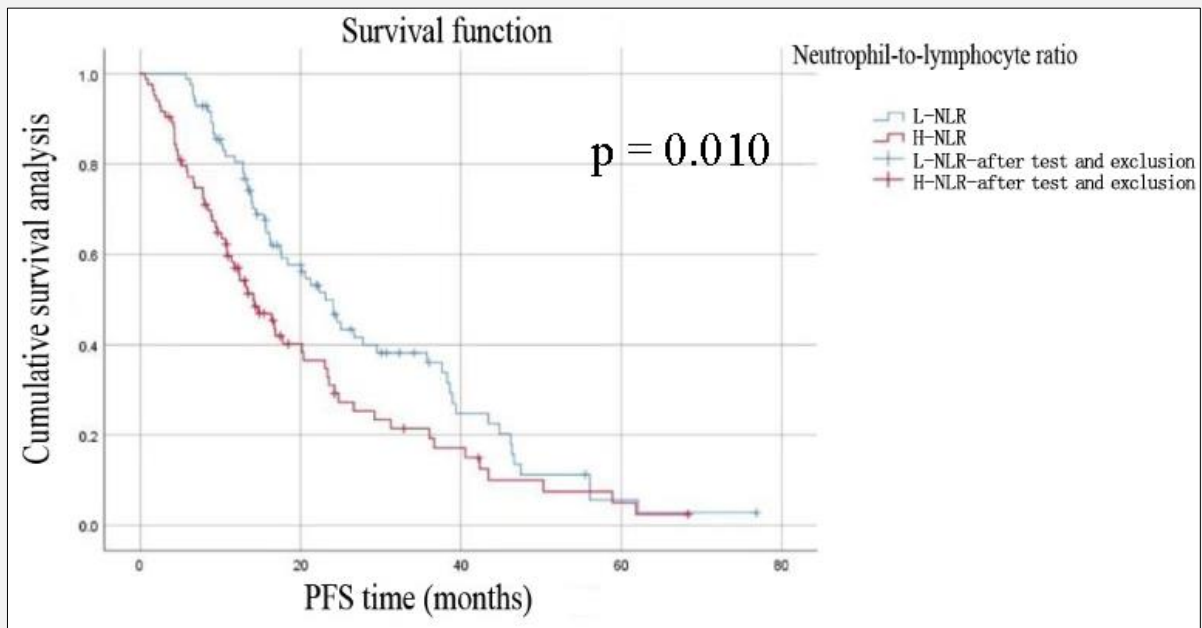 Survival function
Neutrophil-to-lymphocyte ratio
L-NLR
H-NLR
L-NLR-after test and exclusion
H-NLR-after test and exclusion
p = 0.010
Cumulative survival analysis
1.0
0.8
0.6
0.4
0.2
0.0
0 20 40 60 80
PFS time (months)